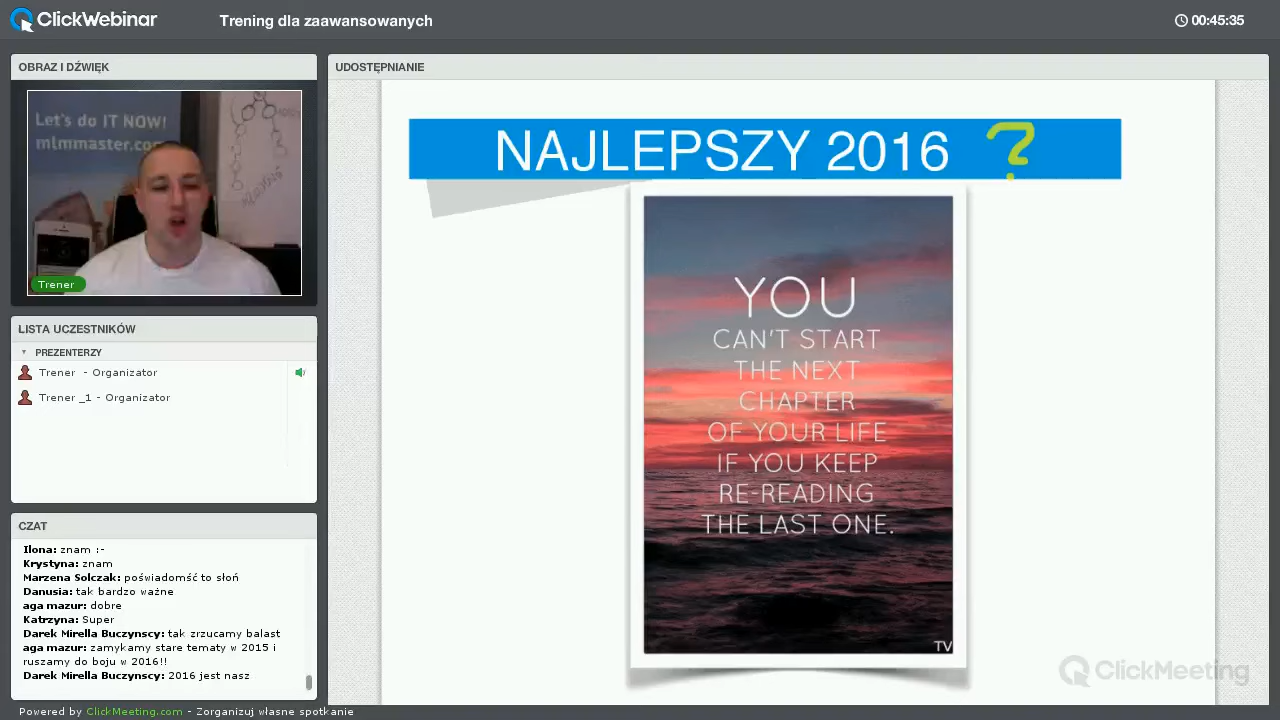 ClickWebinar
Trening dla zaawansowanych
00:45:35
OBRAZ I DŹWIĘK
Let's do IT NOW!
mlmmaster.com
Trener
LISTA UCZESTNIKÓW
PREZENTERZY
Trener - Organizator
Trener _1 - Organizator
CZAT
Ilona: znam :-
Krystyna: znam
Marzena Solczak: poświadomść to słoń
Danusia: tak bardzo ważne
aga mazur: dobre
Katrzyna: Super
Darek Mirella Buczynscy: tak zrzucamy balast
aga mazur: zamykamy stare tematy w 2015 i
ruszamy do boju w 2016!!
Darek Mirella Buczynscy: 2016 jest nasz
UDOSTĘPNIANIE
NAJLEPSZY 2016 ?
YOU
CAN'T START
THE NEXT
CHAPTER
OF YOUR LIFE
IF YOU KEEP
RE-READING
THE LAST ONE.
TV
ClickMeeting
Powered by ClickMeeting.com - Zorganizuj własne spotkanie